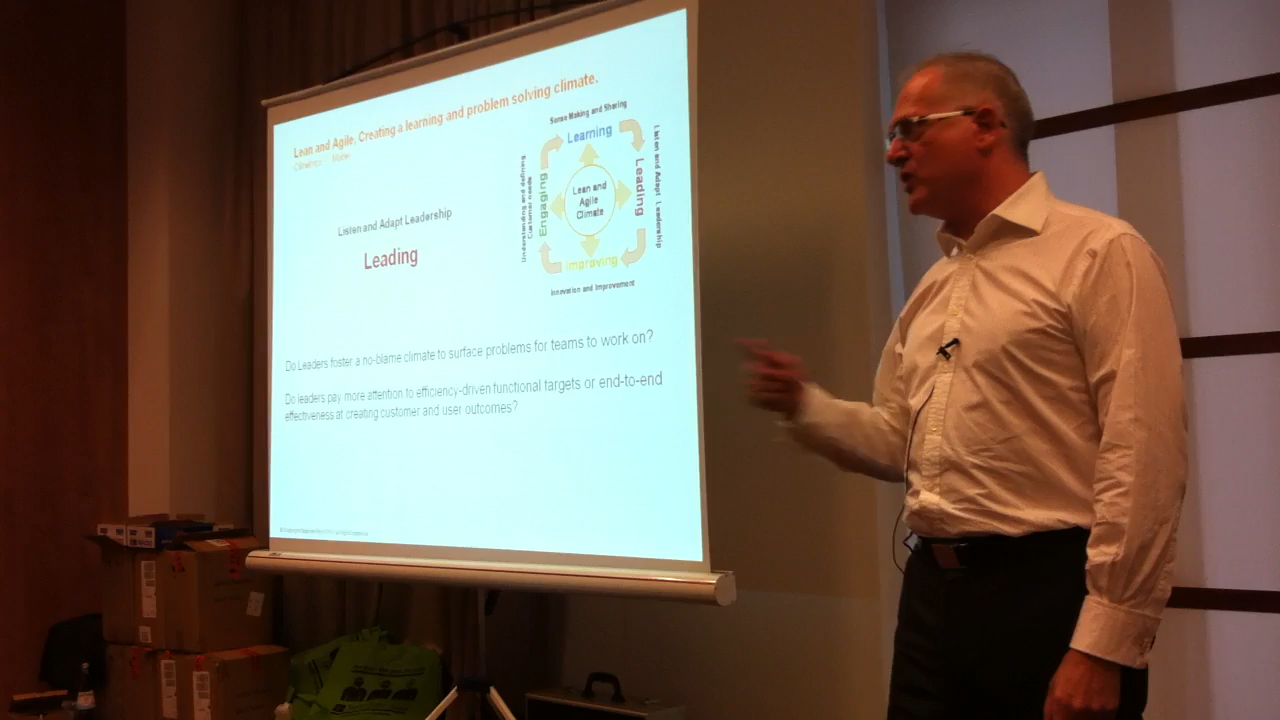 Lean and Agile, Creating a learning and problem solving climate.
Sense Making and Sharing
Learning
Listen and Adapt Leadership
Leading
Understanding and defining
Customer needs
Engaging
Lean and
Agile
Climate
Leading
Listen and Adapt Leadership
improving
Innovation and Improvement
Do Leaders foster a no-blame climate to surface problems for teams to work on?
Do leaders pay more attention to efficiency-driven functional targets or end-to-end
effectiveness at creating customer and user outcomes?